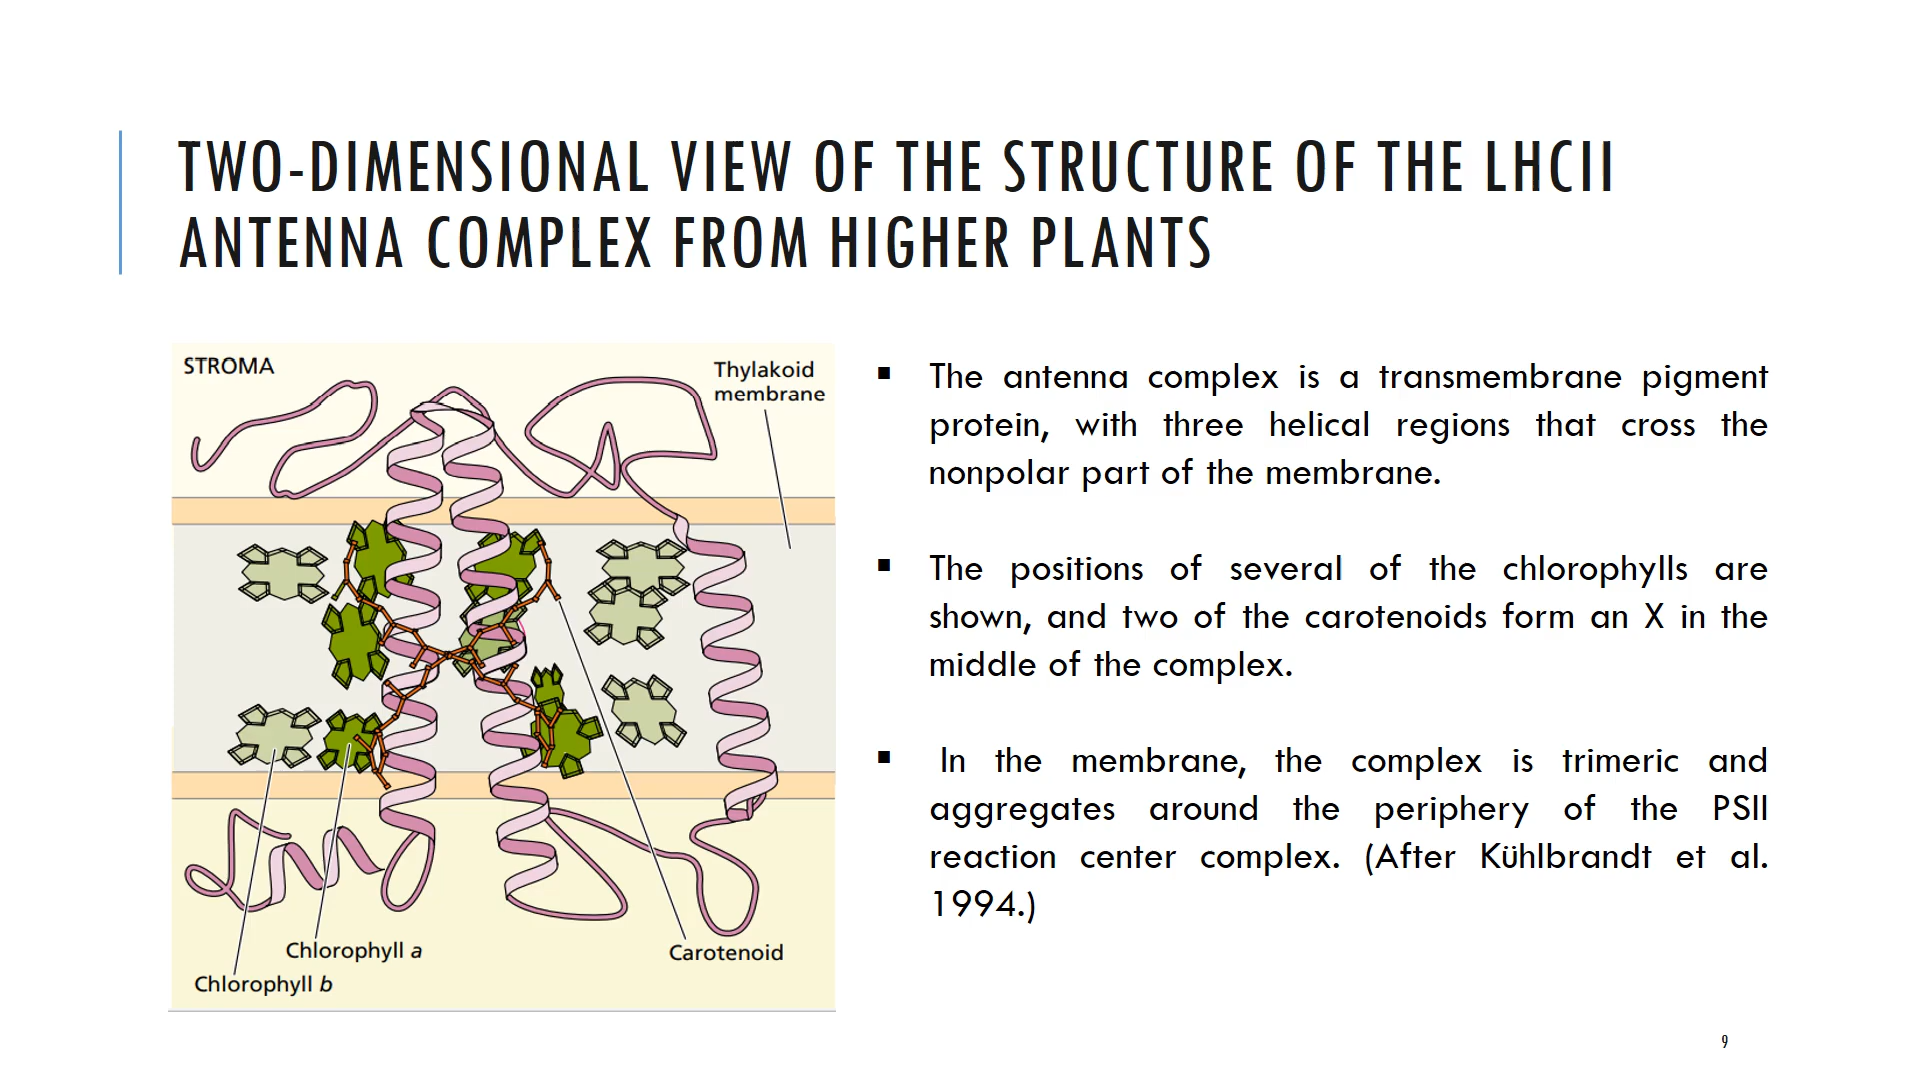 TWO-DIMENSIONAL VIEW OF THE STRUCTURE OF THE LHCII
ANTENNA COMPLEX FROM HIGHER PLANTS
STROMA
Thylakoid
membrane
Chlorophyll a
Chlorophyll b
Carotenoid
▪ The antenna complex is a transmembrane pigment
protein, with three helical regions that cross the
nonpolar part of the membrane.
▪ The positions of several of the chlorophylls are
shown, and two of the carotenoids form an X in the
middle of the complex.
▪ In the membrane, the complex is trimeric and
aggregates around the periphery of the PSII
reaction center complex. (After Kühlbrandt et al.
1994.)
9